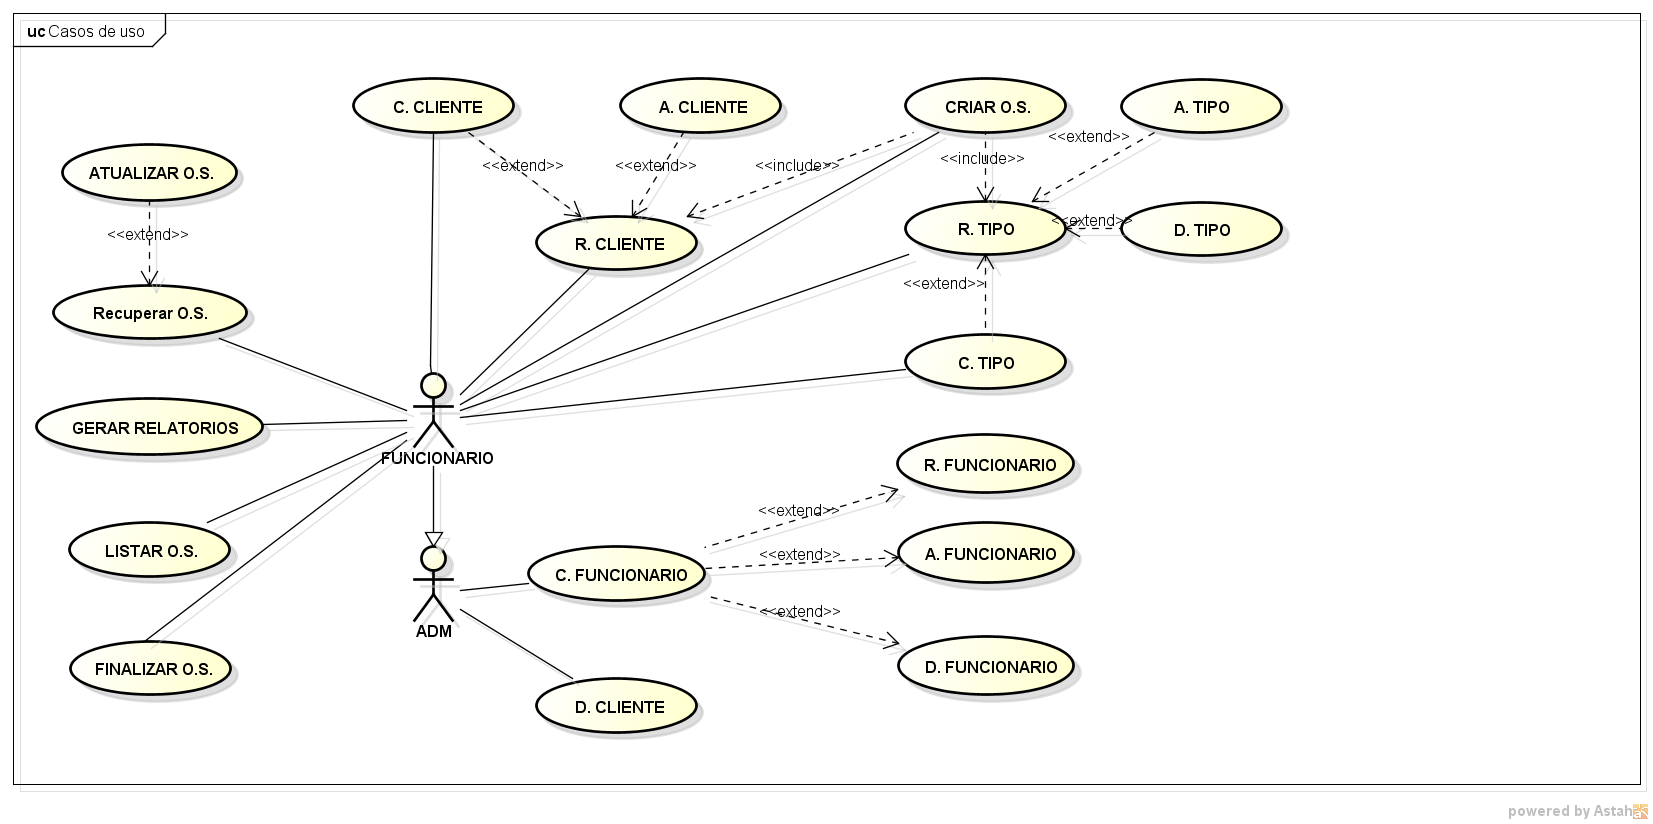 uc Casos de uso
C. CLIENTE
A. CLIENTE
CRIAR O.S.
A. TIPO
<<extend>>
<<extend>>
<<extend>>
<<include>>
<<include>>
ATUALIZAR O.S.
<<extend>>
R. CLIENTE
R. TIPO
<<extend>>
D. TIPO
<<extend>>
Recuperar O.S.
C. TIPO
GERAR RELATORIOS
FUNCIONARIO
R. FUNCIONARIO
<<extend>>
LISTAR O.S.
<<extend>>
A. FUNCIONARIO
C. FUNCIONARIO
<<extend>>
ADM
FINALIZAR O.S.
D. FUNCIONARIO
D. CLIENTE
powered by Astah